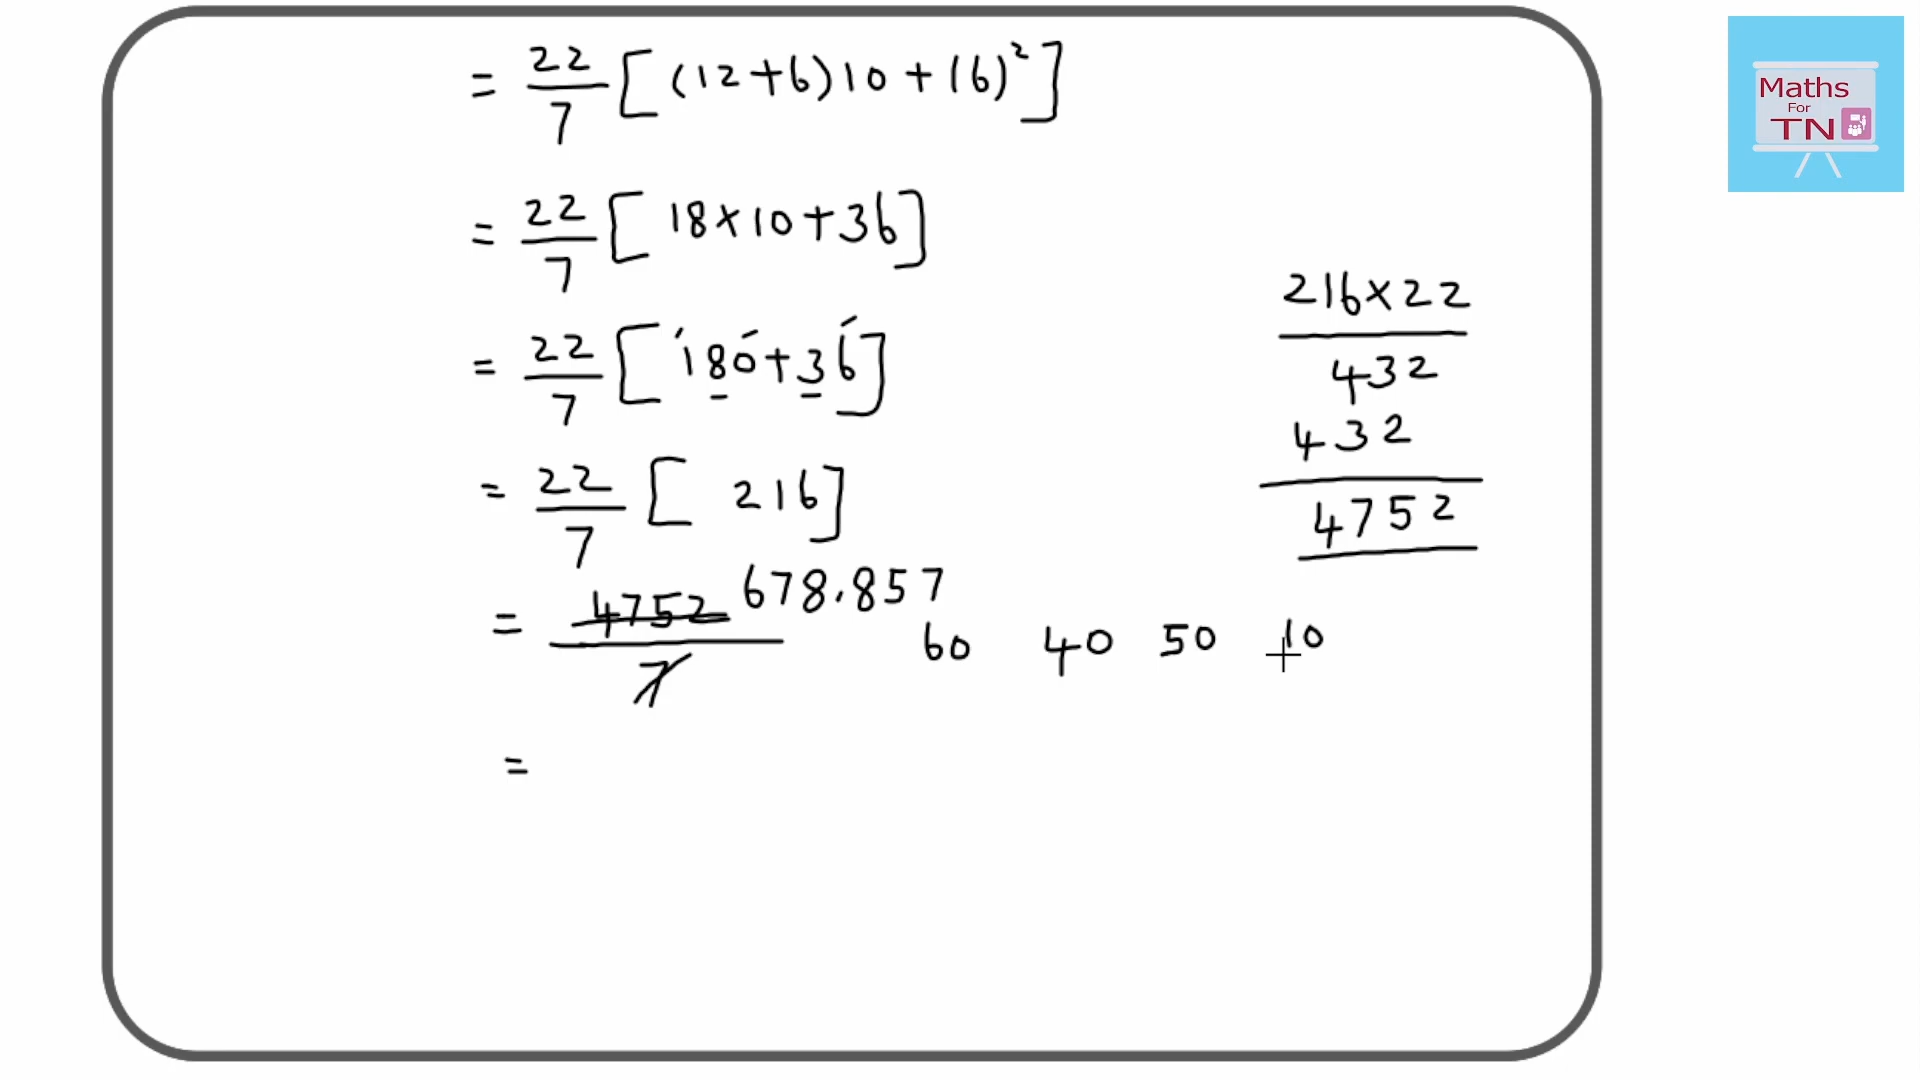 = 22/7 [(12+6)10 + (6)²]
= 22/7 [18×10+36]
= 22/7 [180+36]
= 22/7 [216]
= 4752/7 678.857
60 40 50 10
=
216×22
432
432
4752
Maths
For
TN